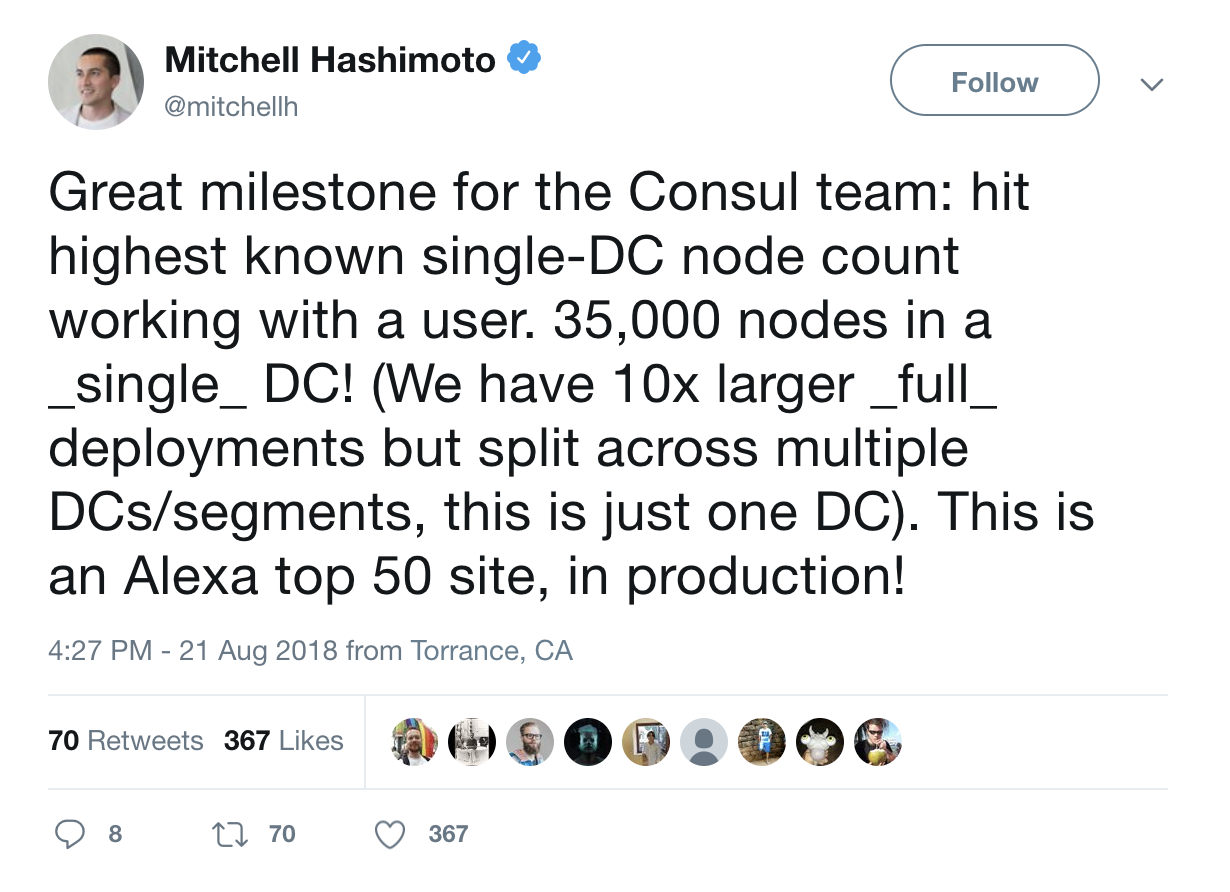 Mitchell Hashimoto
@mitchellh
Follow
Great milestone for the Consul team: hit
highest known single-DC node count
working with a user. 35,000 nodes in a
_single_ DC! (We have 10x larger _full_
deployments but split across multiple
DCs/segments, this is just one DC). This is
an Alexa top 50 site, in production!
4:27 PM - 21 Aug 2018 from Torrance, CA
70 Retweets 367 Likes
8 70 367